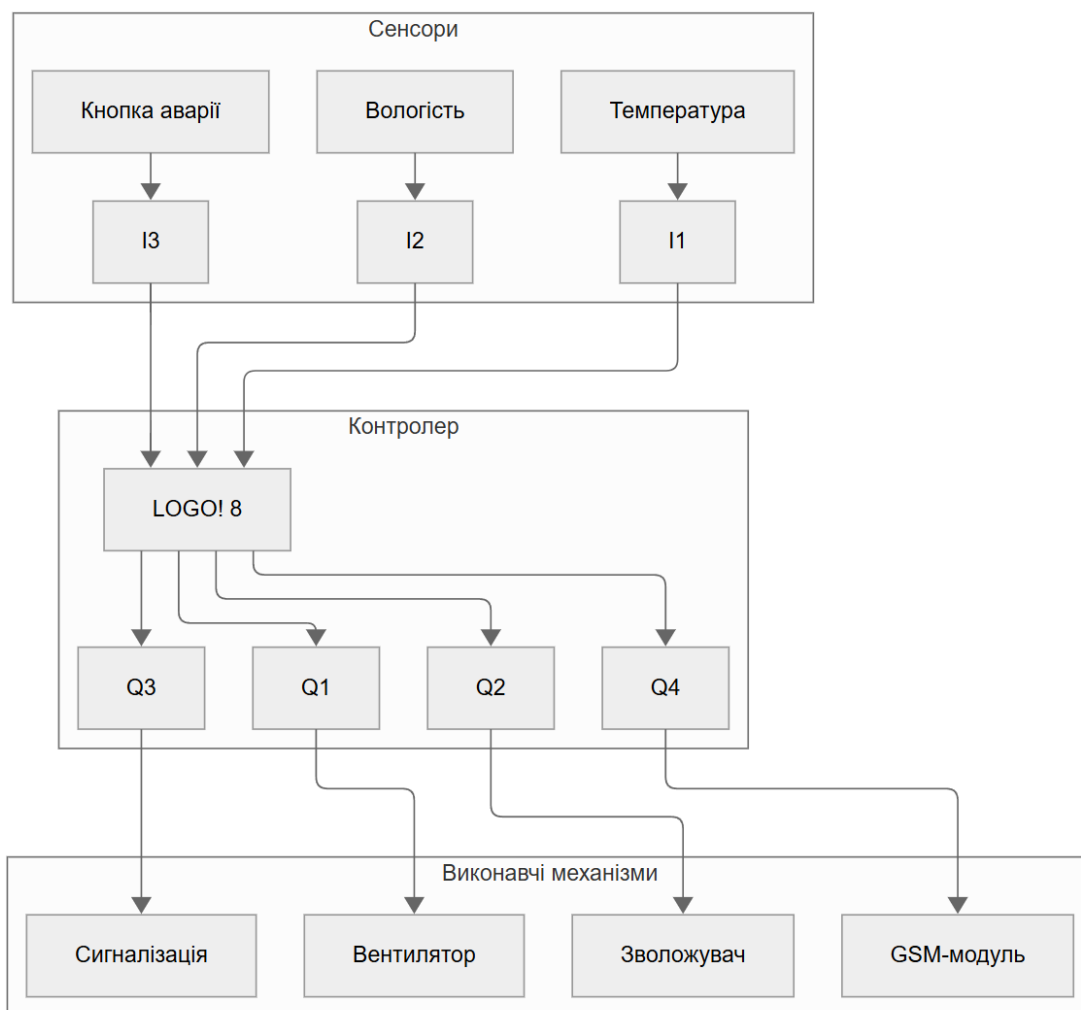 Сенсори
Кнопка аварії
Вологість
Температура
I3
I2
I1
Контролер
LOGO! 8
Q3
Q1
Q2
Q4
Виконавчі механізми
Сигналізація
Вентилятор
Зволожувач
GSM-модуль